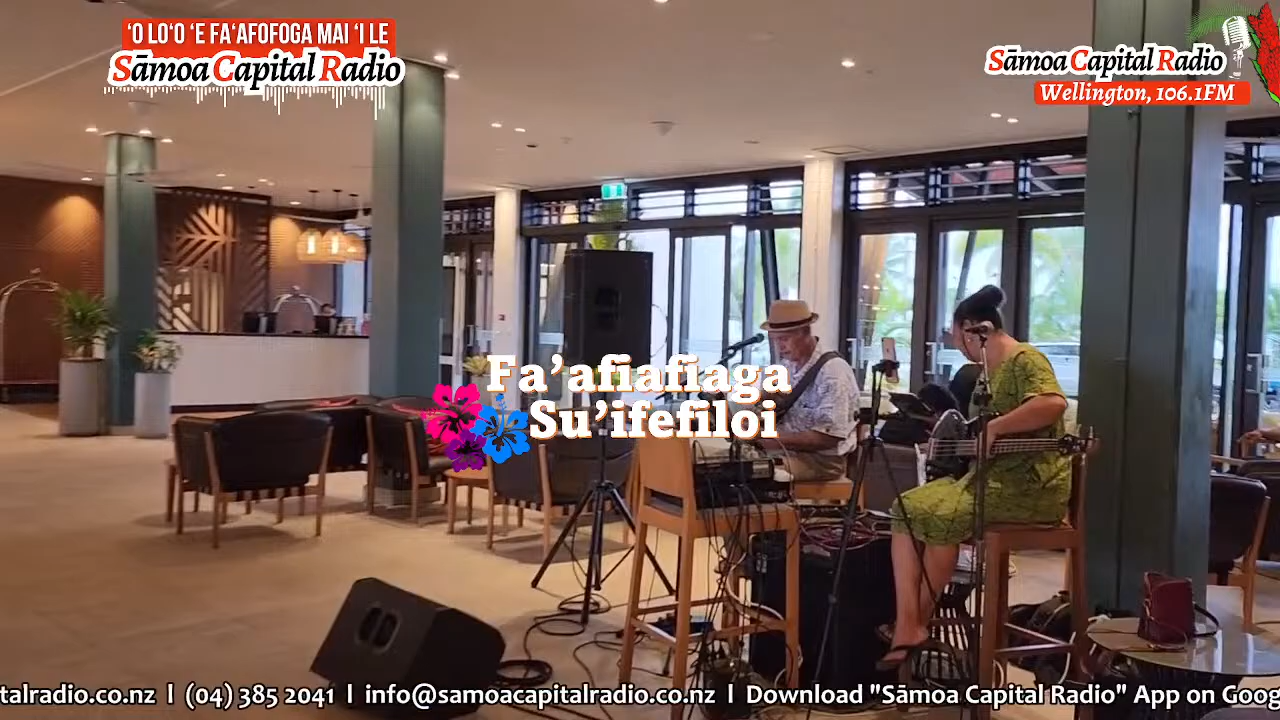 ‘O LO‘O ‘E FA‘AFOFOGA MAI ‘I LE
Sāmoa Capital Radio
Sāmoa Capital Radio
Wellington, 106.1FM
Fa’afiafiaga
Su’ifefiloi
talradio.co.nz | (04) 385 2041 | info@samoacapitalradio.co.nz | Download "Sāmoa Capital Radio" App on Goog